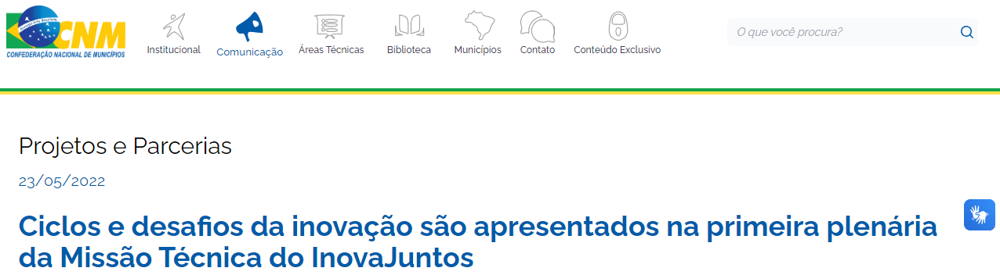 CNM
CONFEDERAÇÃO NACIONAL DE MUNICÍPIOS
Institucional
Comunicação
Áreas Técnicas
Biblioteca
Municípios
Contato
Conteúdo Exclusivo
O que você procura?
Projetos e Parcerias
23/05/2022
Ciclos e desafios da inovação são apresentados na primeira plenária
da Missão Técnica do InovaJuntos